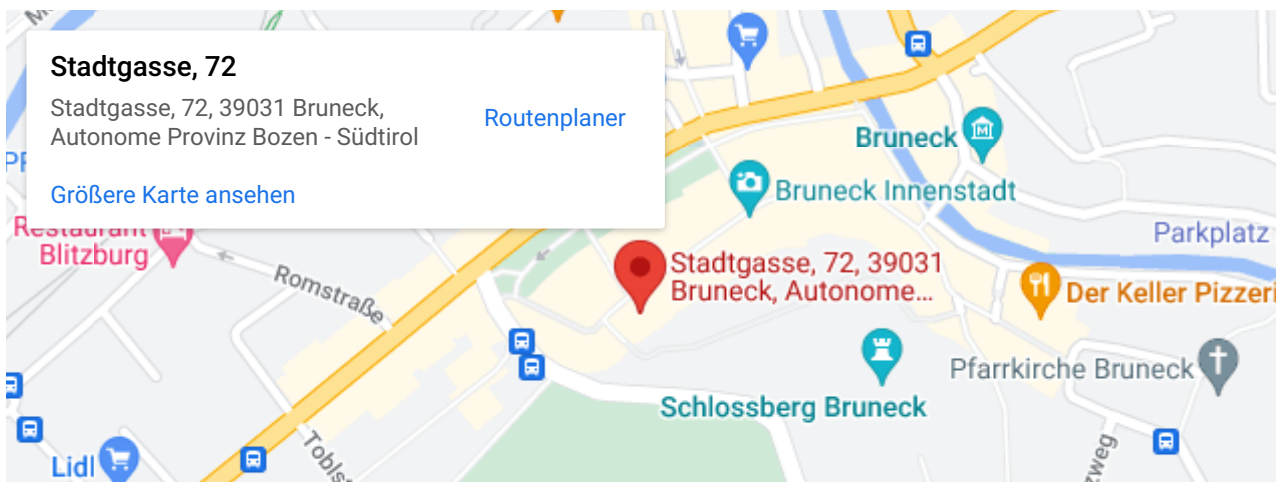 Stadtgasse, 72
Stadtgasse, 72, 39031 Bruneck,
Autonome Provinz Bozen - Südtirol
Routenplaner
Größere Karte ansehen
Restaurant
Blitzburg
Romstraße
Bruneck
Bruneck Innenstadt
Parkplatz
Stadtgasse, 72, 39031
Bruneck, Autonome...
Der Keller Pizzeri
Pfarrkirche Bruneck
Schlossberg Bruneck
Lidl